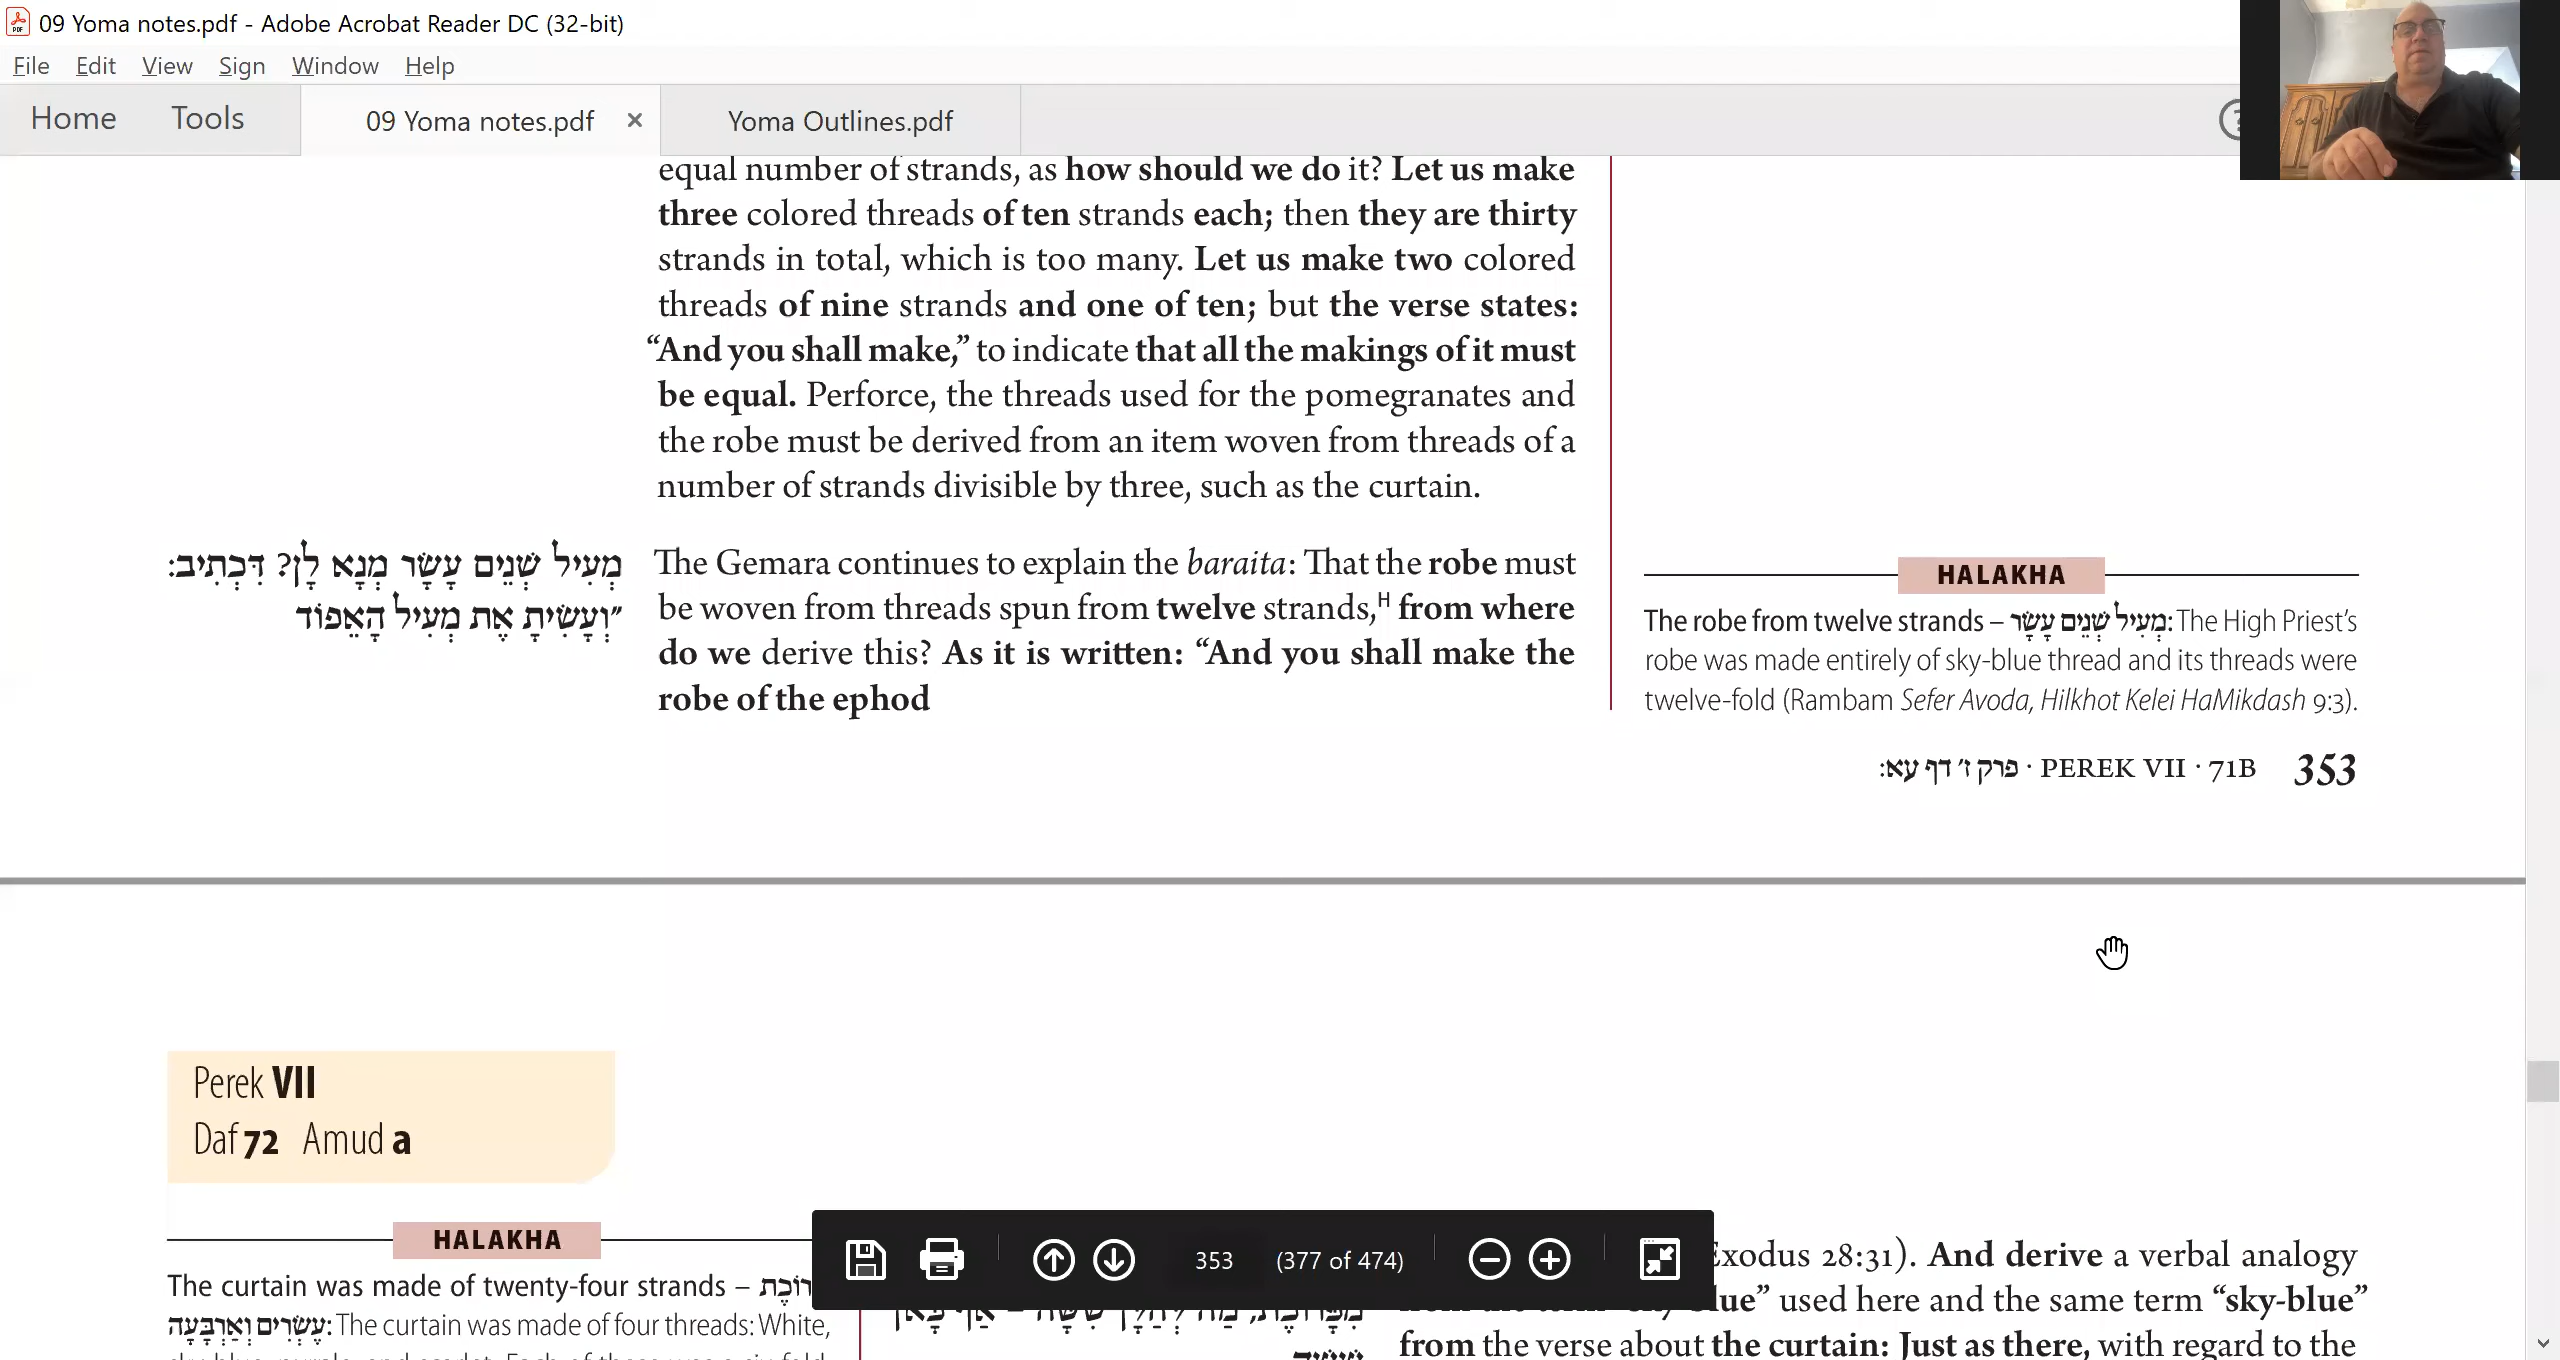 09 Yoma notes.pdf - Adobe Acrobat Reader DC (32-bit)
File Edit View Sign Window Help
Home Tools 09 Yoma notes.pdf × Yoma Outlines.pdf
equal number of strands, as how should we do it? Let us make
three colored threads of ten strands each; then they are thirty
strands in total, which is too many. Let us make two colored
threads of nine strands and one of ten; but the verse states:
“And you shall make,” to indicate that all the makings of it must
be equal. Perforce, the threads used for the pomegranates and
the robe must be derived from an item woven from threads of a
number of strands divisible by three, such as the curtain.
מְעִיל שְׁנֵים עָשָׂר מְנָא לָן? דִּכְתִיב:
״וְעָשִׂיתָ אֶת מְעִיל הָאֵפוֹד
The Gemara continues to explain the baraita: That the robe must
be woven from threads spun from twelve strands,H from where
do we derive this? As it is written: “And you shall make the
robe of the ephod
HALAKHA
The robe from twelve strands – מְעִיל שְׁנֵים עָשָׂר: The High Priest’s
robe was made entirely of sky-blue thread and its threads were
twelve-fold (Rambam Sefer Avoda, Hilkhot Kelei HaMikdash 9:3).
פרק ז׳ דף עא: · PEREK VII · 71B 353
Perek VII
Daf 72 Amud a
HALAKHA
The curtain was made of twenty-four strands –
עֶשְׂרִים וְאַרְבָּעָה: The curtain was made of four threads: White,
353 (377 of 474)
Exodus 28:31). And derive a verbal analogy
used here and the same term “sky-blue”
from the verse about the curtain: Just as there, with regard to the